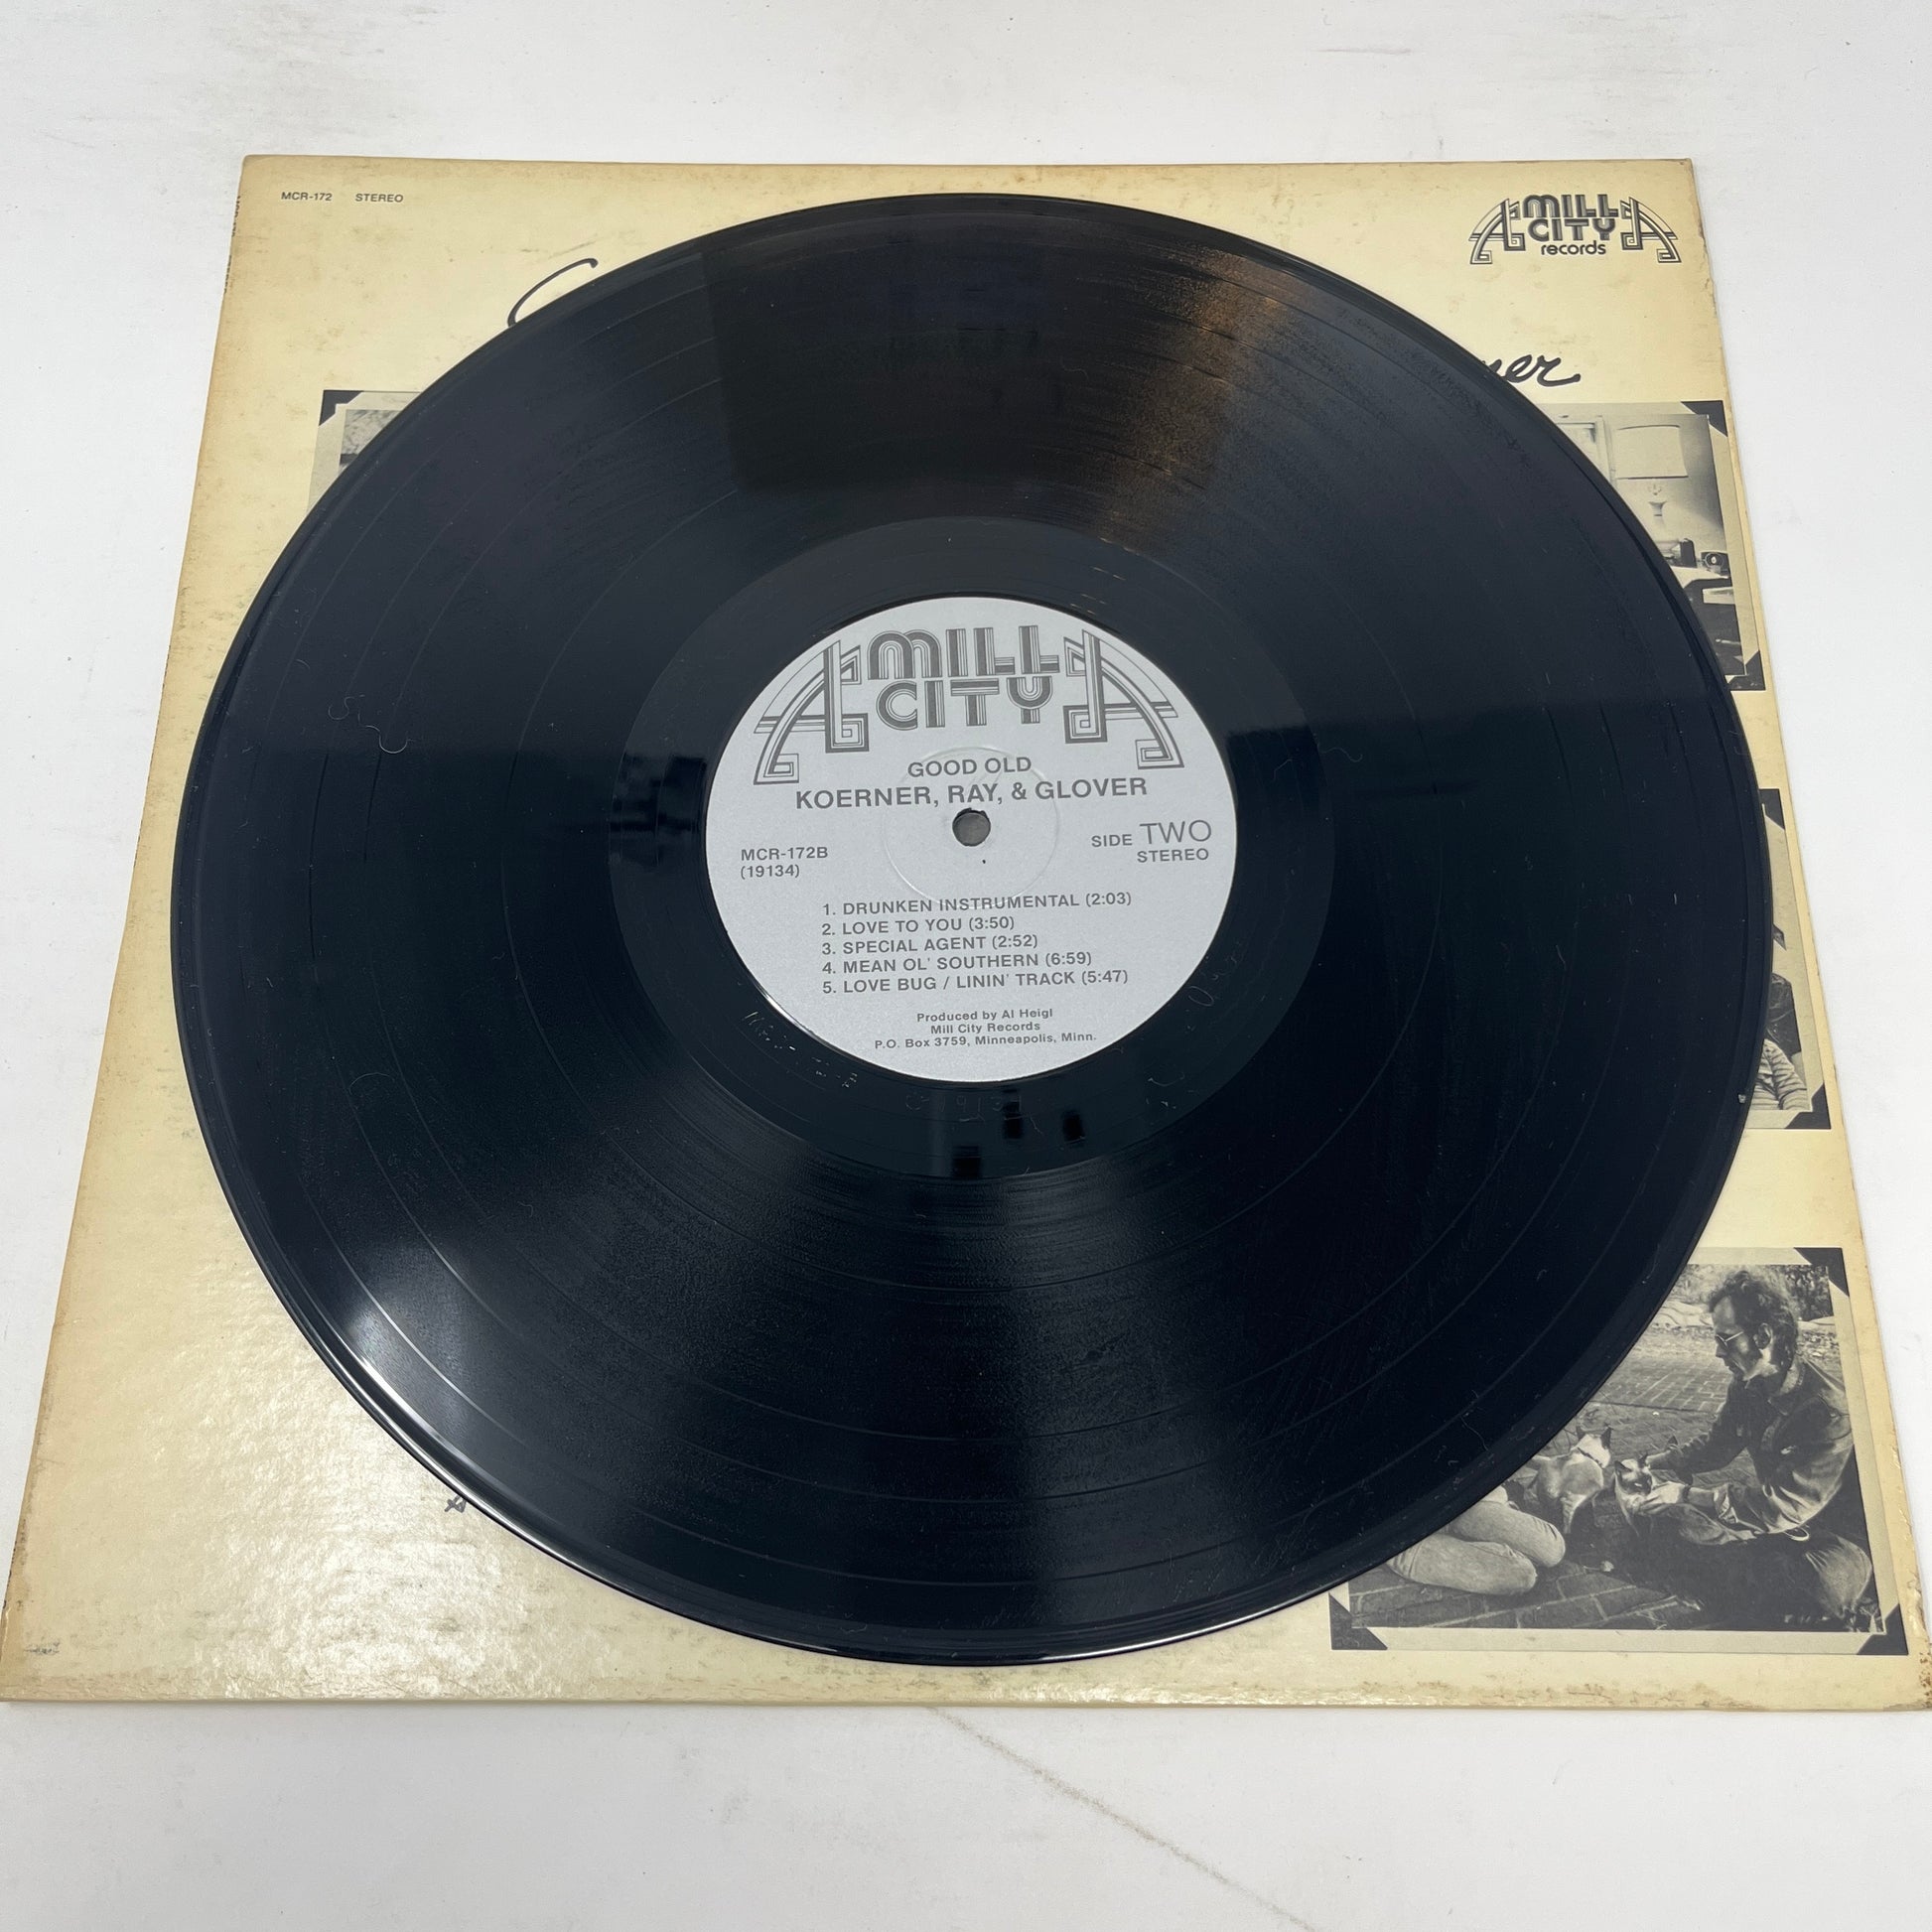 MCR-172 STEREO
MILL
CITY
records
MILL
CITY
GOOD OLD
KOERNER, RAY, & GLOVER
MCR-172B
(19134)
SIDE TWO
STEREO
1. DRUNKEN INSTRUMENTAL (2:03)
2. LOVE TO YOU (3:50)
3. SPECIAL AGENT (2:52)
4. MEAN OL' SOUTHERN (6:59)
5. LOVE BUG / LININ' TRACK (5:47)
Produced by Al Heigl
Mill City Records
P.O. Box 3759, Minneapolis, Minn.